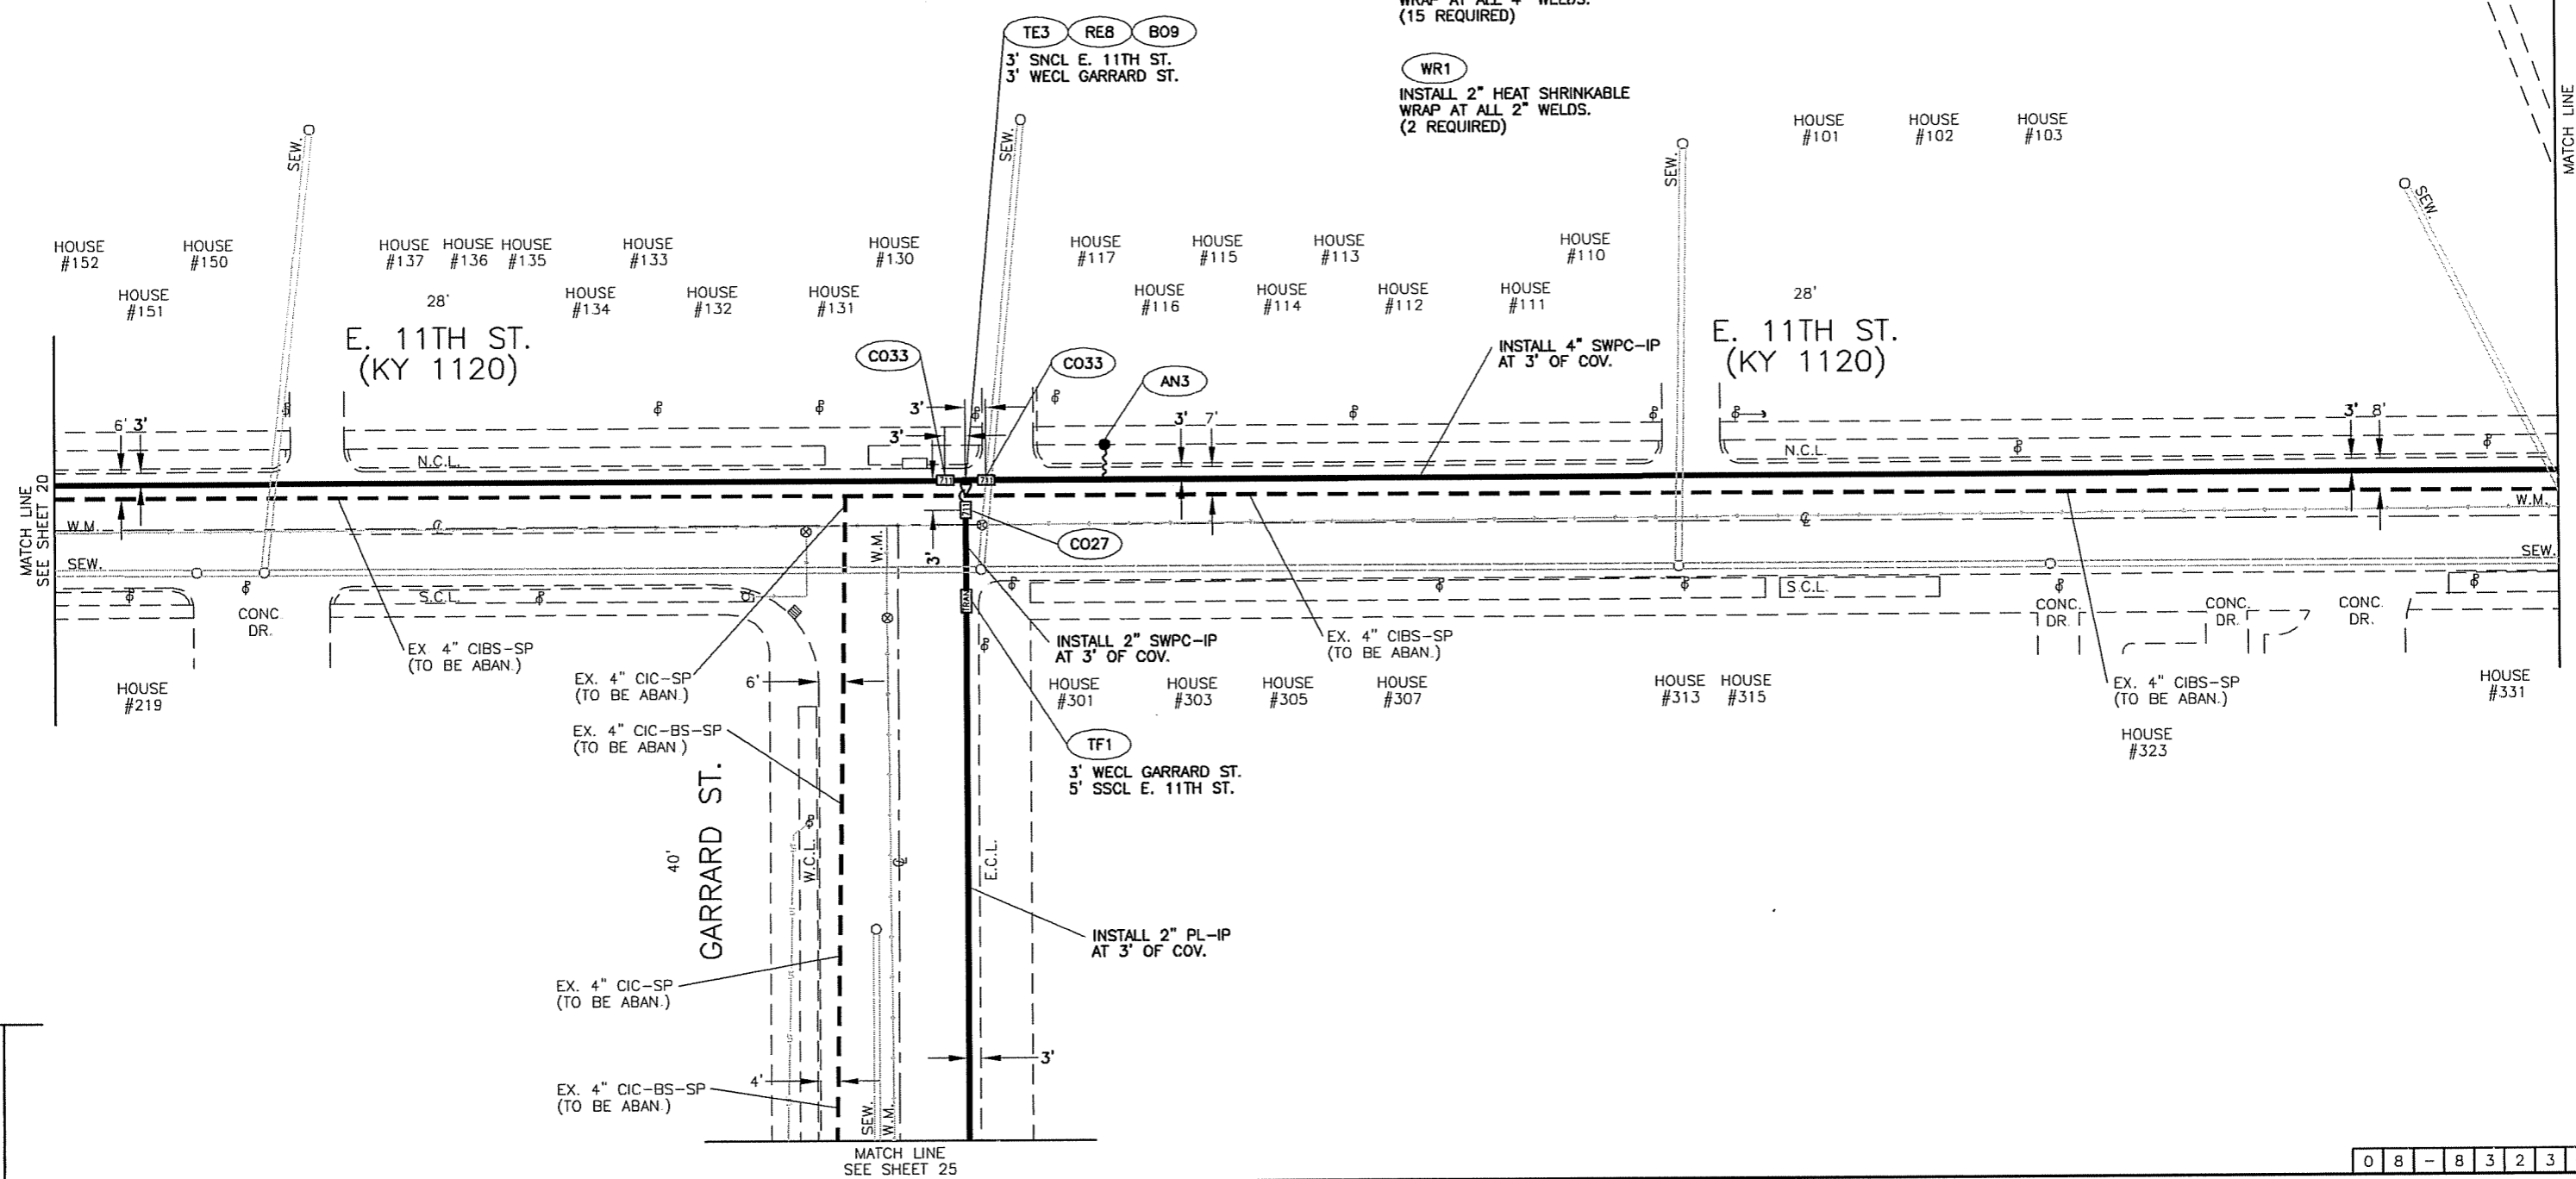 WRAP AT ALL 4" WELDS.
(15 REQUIRED)
TE3 RE8 B09
3' SNCL E. 11TH ST.
3' WECL GARRARD ST.
WR1
INSTALL 2" HEAT SHRINKABLE
WRAP AT ALL 2" WELDS.
(2 REQUIRED)
MATCH LINE
SEW.
SEW.
SEW.
SEW.
HOUSE
#101
HOUSE
#102
HOUSE
#103
HOUSE
#152
HOUSE
#150
HOUSE
#137
HOUSE
#136
HOUSE
#135
HOUSE
#133
HOUSE
#130
HOUSE
#117
HOUSE
#115
HOUSE
#113
HOUSE
#110
HOUSE
#151
HOUSE
#134
HOUSE
#132
HOUSE
#131
HOUSE
#116
HOUSE
#114
HOUSE
#112
HOUSE
#111
28'
E. 11TH ST.
(KY 1120)
28'
E. 11TH ST.
(KY 1120)
C033
C033
AN3
INSTALL 4" SWPC-IP
AT 3' OF COV.
6' 3'
3'
3'
3' 7'
3' 8'
N.C.L.
N.C.L.
711
711
711
MATCH LINE
SEE SHEET 20
W.M.
W.M.
W.M.
3'
C027
SEW.
SEW.
S.C.L.
S.C.L.
CONC.
DR.
CONC.
DR.
CONC.
DR.
CONC.
DR.
TRAN
EX 4" CIBS-SP
(TO BE ABAN.)
EX. 4" CIC-SP
(TO BE ABAN.)
INSTALL 2" SWPC-IP
AT 3' OF COV.
EX. 4" CIBS-SP
(TO BE ABAN.)
EX. 4" CIBS-SP
(TO BE ABAN.)
6'
HOUSE
#219
HOUSE
#301
HOUSE
#303
HOUSE
#305
HOUSE
#307
HOUSE
#313
HOUSE
#315
HOUSE
#331
HOUSE
#323
EX. 4" CIC-BS-SP
(TO BE ABAN )
TF1
3' WECL GARRARD ST.
5' SSCL E. 11TH ST.
GARRARD ST.
40'
W.C.L.
E.C.L.
INSTALL 2" PL-IP
AT 3' OF COV.
EX. 4" CIC-SP
(TO BE ABAN.)
3'
4'
EX. 4" CIC-BS-SP
(TO BE ABAN.)
SEW.
W.M.
MATCH LINE
SEE SHEET 25
08-8323